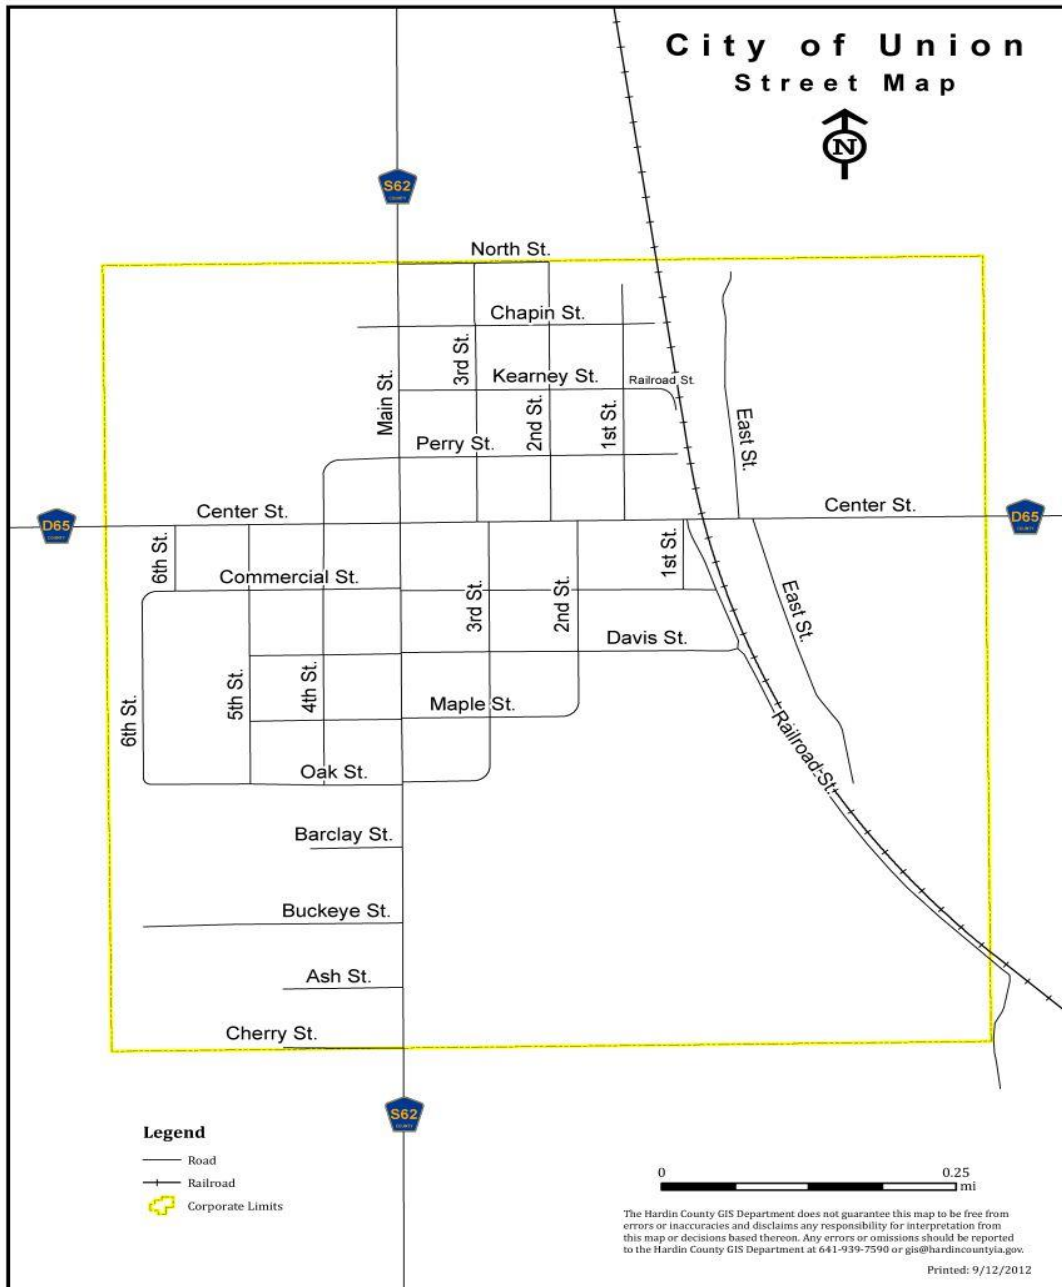 City of Union
Street Map
N
S62
COUNTY
North St.
Chapin St.
3rd St.
Kearney St.
Railroad St.
Main St.
2nd St.
1st St.
East St.
Perry St.
Center St.
Center St.
D65
COUNTY
D65
COUNTY
6th St.
Commercial St.
1st St.
3rd St.
2nd St.
East St.
Davis St.
6th St.
5th St.
4th St.
Maple St.
Railroad St.
Oak St.
Barclay St.
Buckeye St.
Ash St.
Cherry St.
S62
COUNTY
Legend
Road
Railroad
Corporate Limits
0 0.25
mi
The Hardin County GIS Department does not guarantee this map to be free from
errors or inaccuracies and disclaims any responsibility for interpretation from
this map or decisions based thereon. Any errors or omissions should be reported
to the Hardin County GIS Department at 641-939-7590 or gis@hardincountyia.gov.
Printed: 9/12/2012